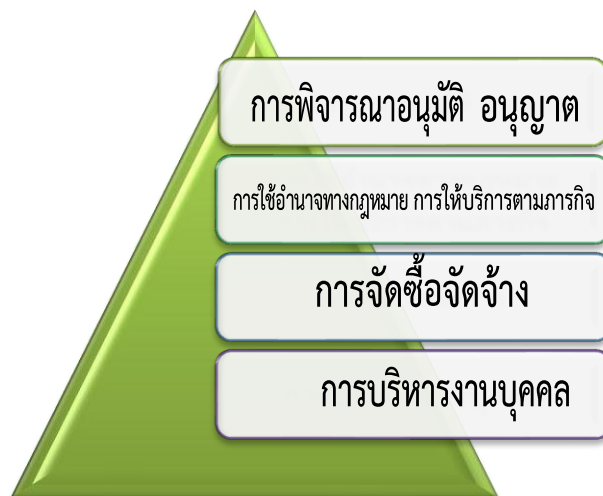 การพิจารณาอนุมัติ อนุญาต
การใช้อำนาจทางกฎหมาย การให้บริการตามภารกิจ
การจัดซื้อจัดจ้าง
การบริหารงานบุคคล